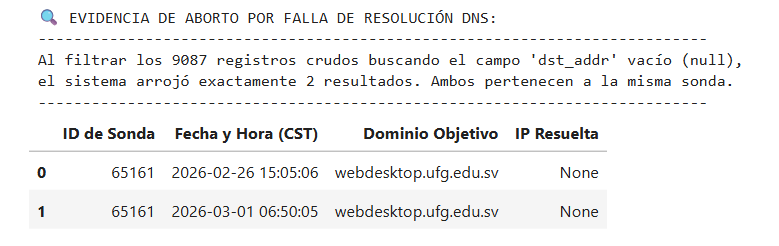 🔍 EVIDENCIA DE ABORTO POR FALLA DE RESOLUCIÓN DNS:
--------------------------------------------------------------------------
Al filtrar los 9087 registros crudos buscando el campo 'dst_addr' vacío (null),
el sistema arrojó exactamente 2 resultados. Ambos pertenecen a la misma sonda.
--------------------------------------------------------------------------
ID de Sonda Fecha y Hora (CST) Dominio Objetivo IP Resuelta
0 65161 2026-02-26 15:05:06 webdesktop.ufg.edu.sv None
1 65161 2026-03-01 06:50:05 webdesktop.ufg.edu.sv None